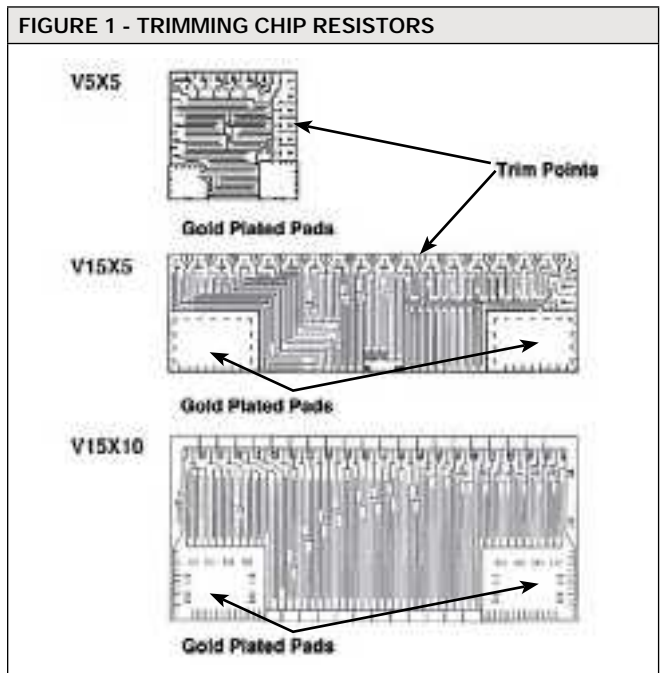 FIGURE 1 - TRIMMING CHIP RESISTORS
V5X5
Trim Points
Gold Plated Pads
V15X5
Gold Plated Pads
V15X10
Gold Plated Pads